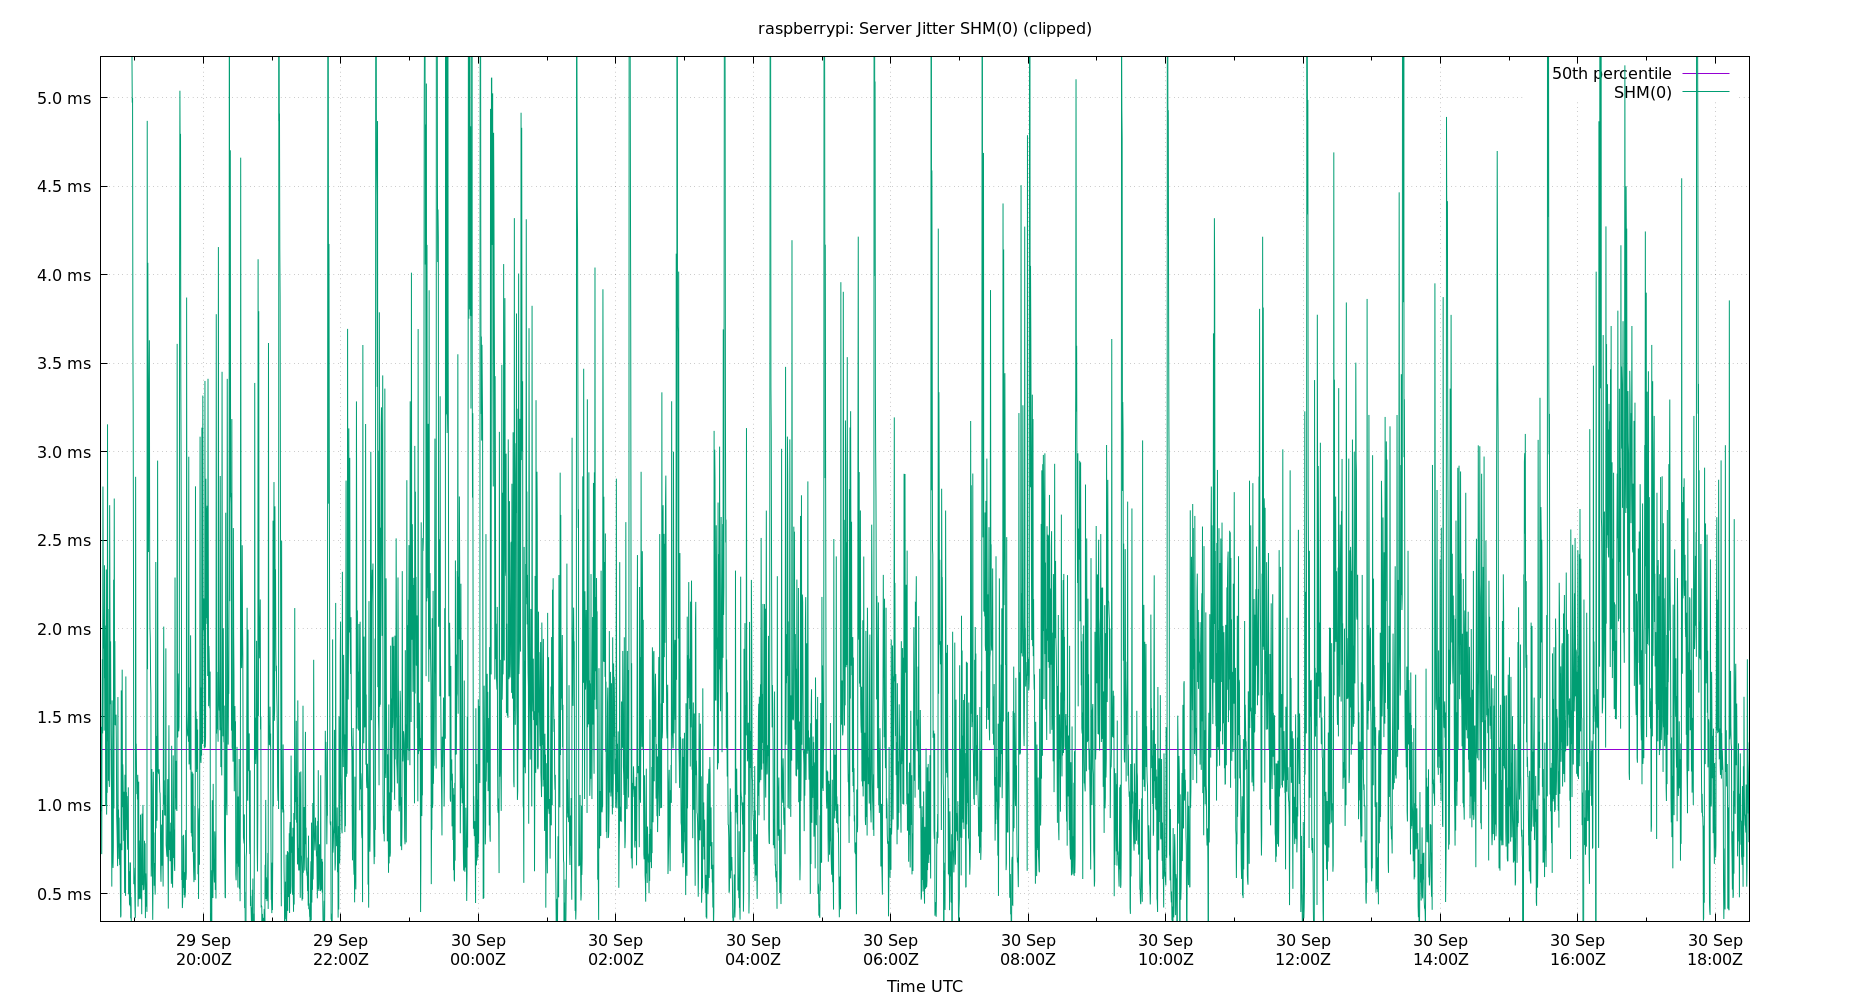 raspberrypi: Server Jitter SHM(0) (clipped)
50th percentile
SHM(0)
5.0 ms
4.5 ms
4.0 ms
3.5 ms
3.0 ms
2.5 ms
2.0 ms
1.5 ms
1.0 ms
0.5 ms
29 Sep 29 Sep 30 Sep 30 Sep 30 Sep 30 Sep 30 Sep 30 Sep 30 Sep 30 Sep 30 Sep 30 Sep
20:00Z 22:00Z 00:00Z 02:00Z 04:00Z 06:00Z 08:00Z 10:00Z 12:00Z 14:00Z 16:00Z 18:00Z
Time UTC